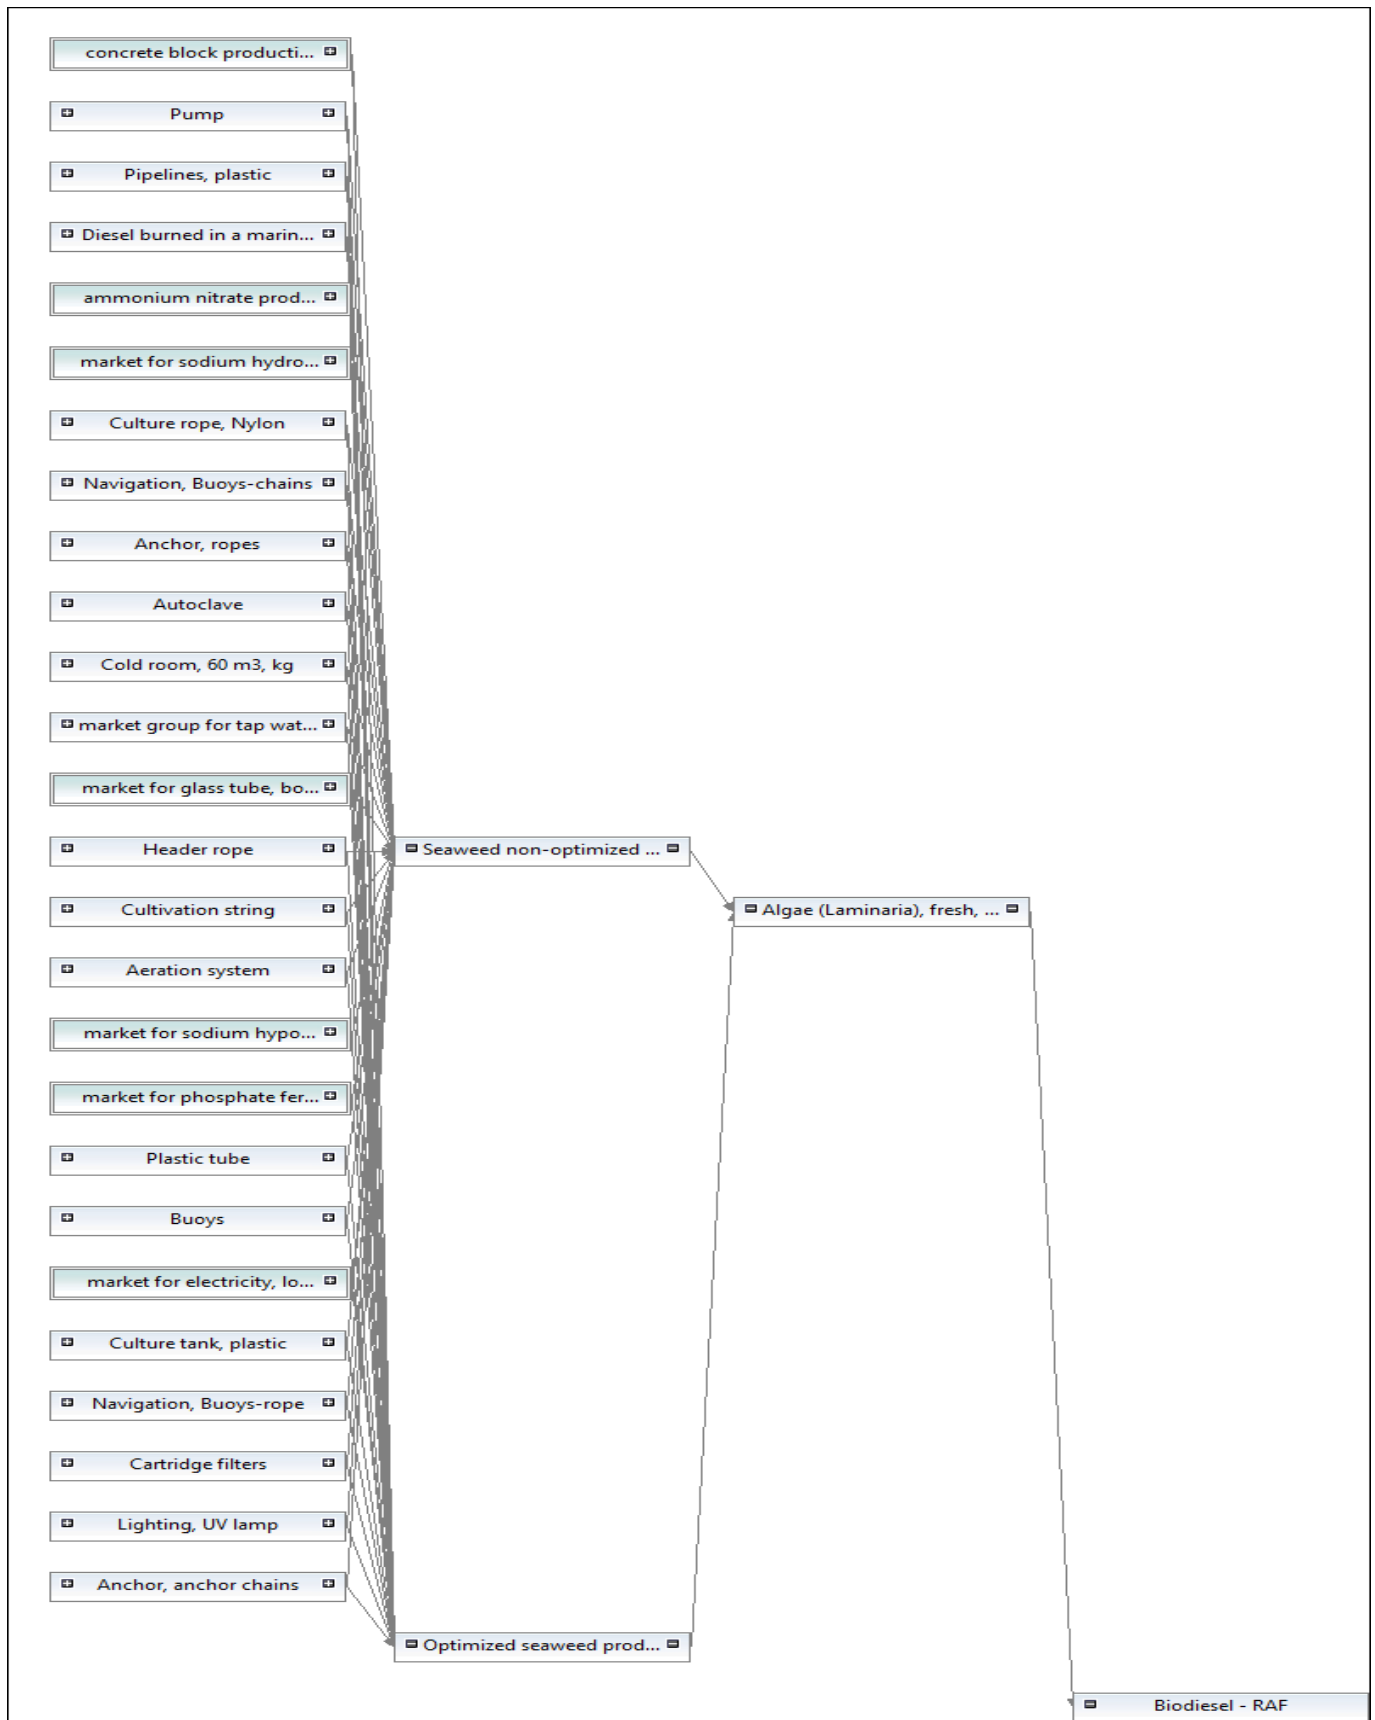 concrete block producti...
Pump
Pipelines, plastic
Diesel burned in a marin...
ammonium nitrate prod...
market for sodium hydro...
Culture rope, Nylon
Navigation, Buoys-chains
Anchor, ropes
Autoclave
Cold room, 60 m3, kg
market group for tap wat...
market for glass tube, bo...
Header rope
Seaweed non-optimized ...
Cultivation string
Algae (Laminaria), fresh, ...
Aeration system
market for sodium hypo...
market for phosphate fer...
Plastic tube
Buoys
market for electricity, lo...
Culture tank, plastic
Navigation, Buoys-rope
Cartridge filters
Lighting, UV lamp
Anchor, anchor chains
Optimized seaweed prod...
Biodiesel - RAF